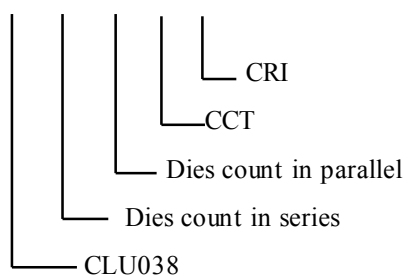 CRI
CCT
Dies count in parallel
Dies count in series
CLU038